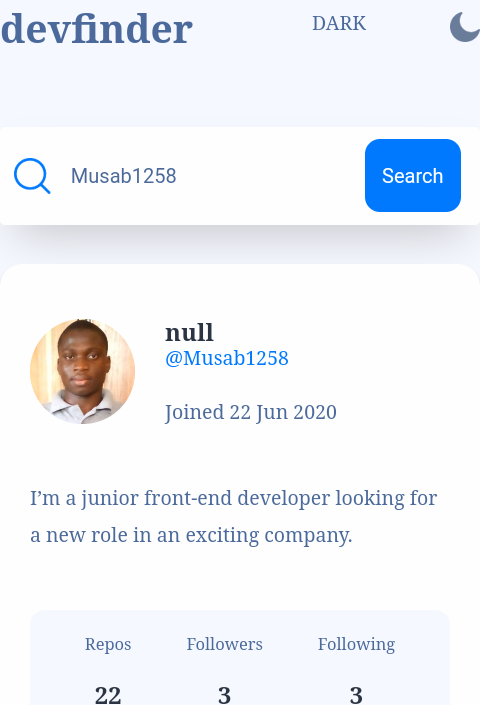 devfinder
DARK
Musab1258
Search
null
@Musab1258
Joined 22 Jun 2020
I’m a junior front-end developer looking for
a new role in an exciting company.
Repos Followers Following
22 3 3